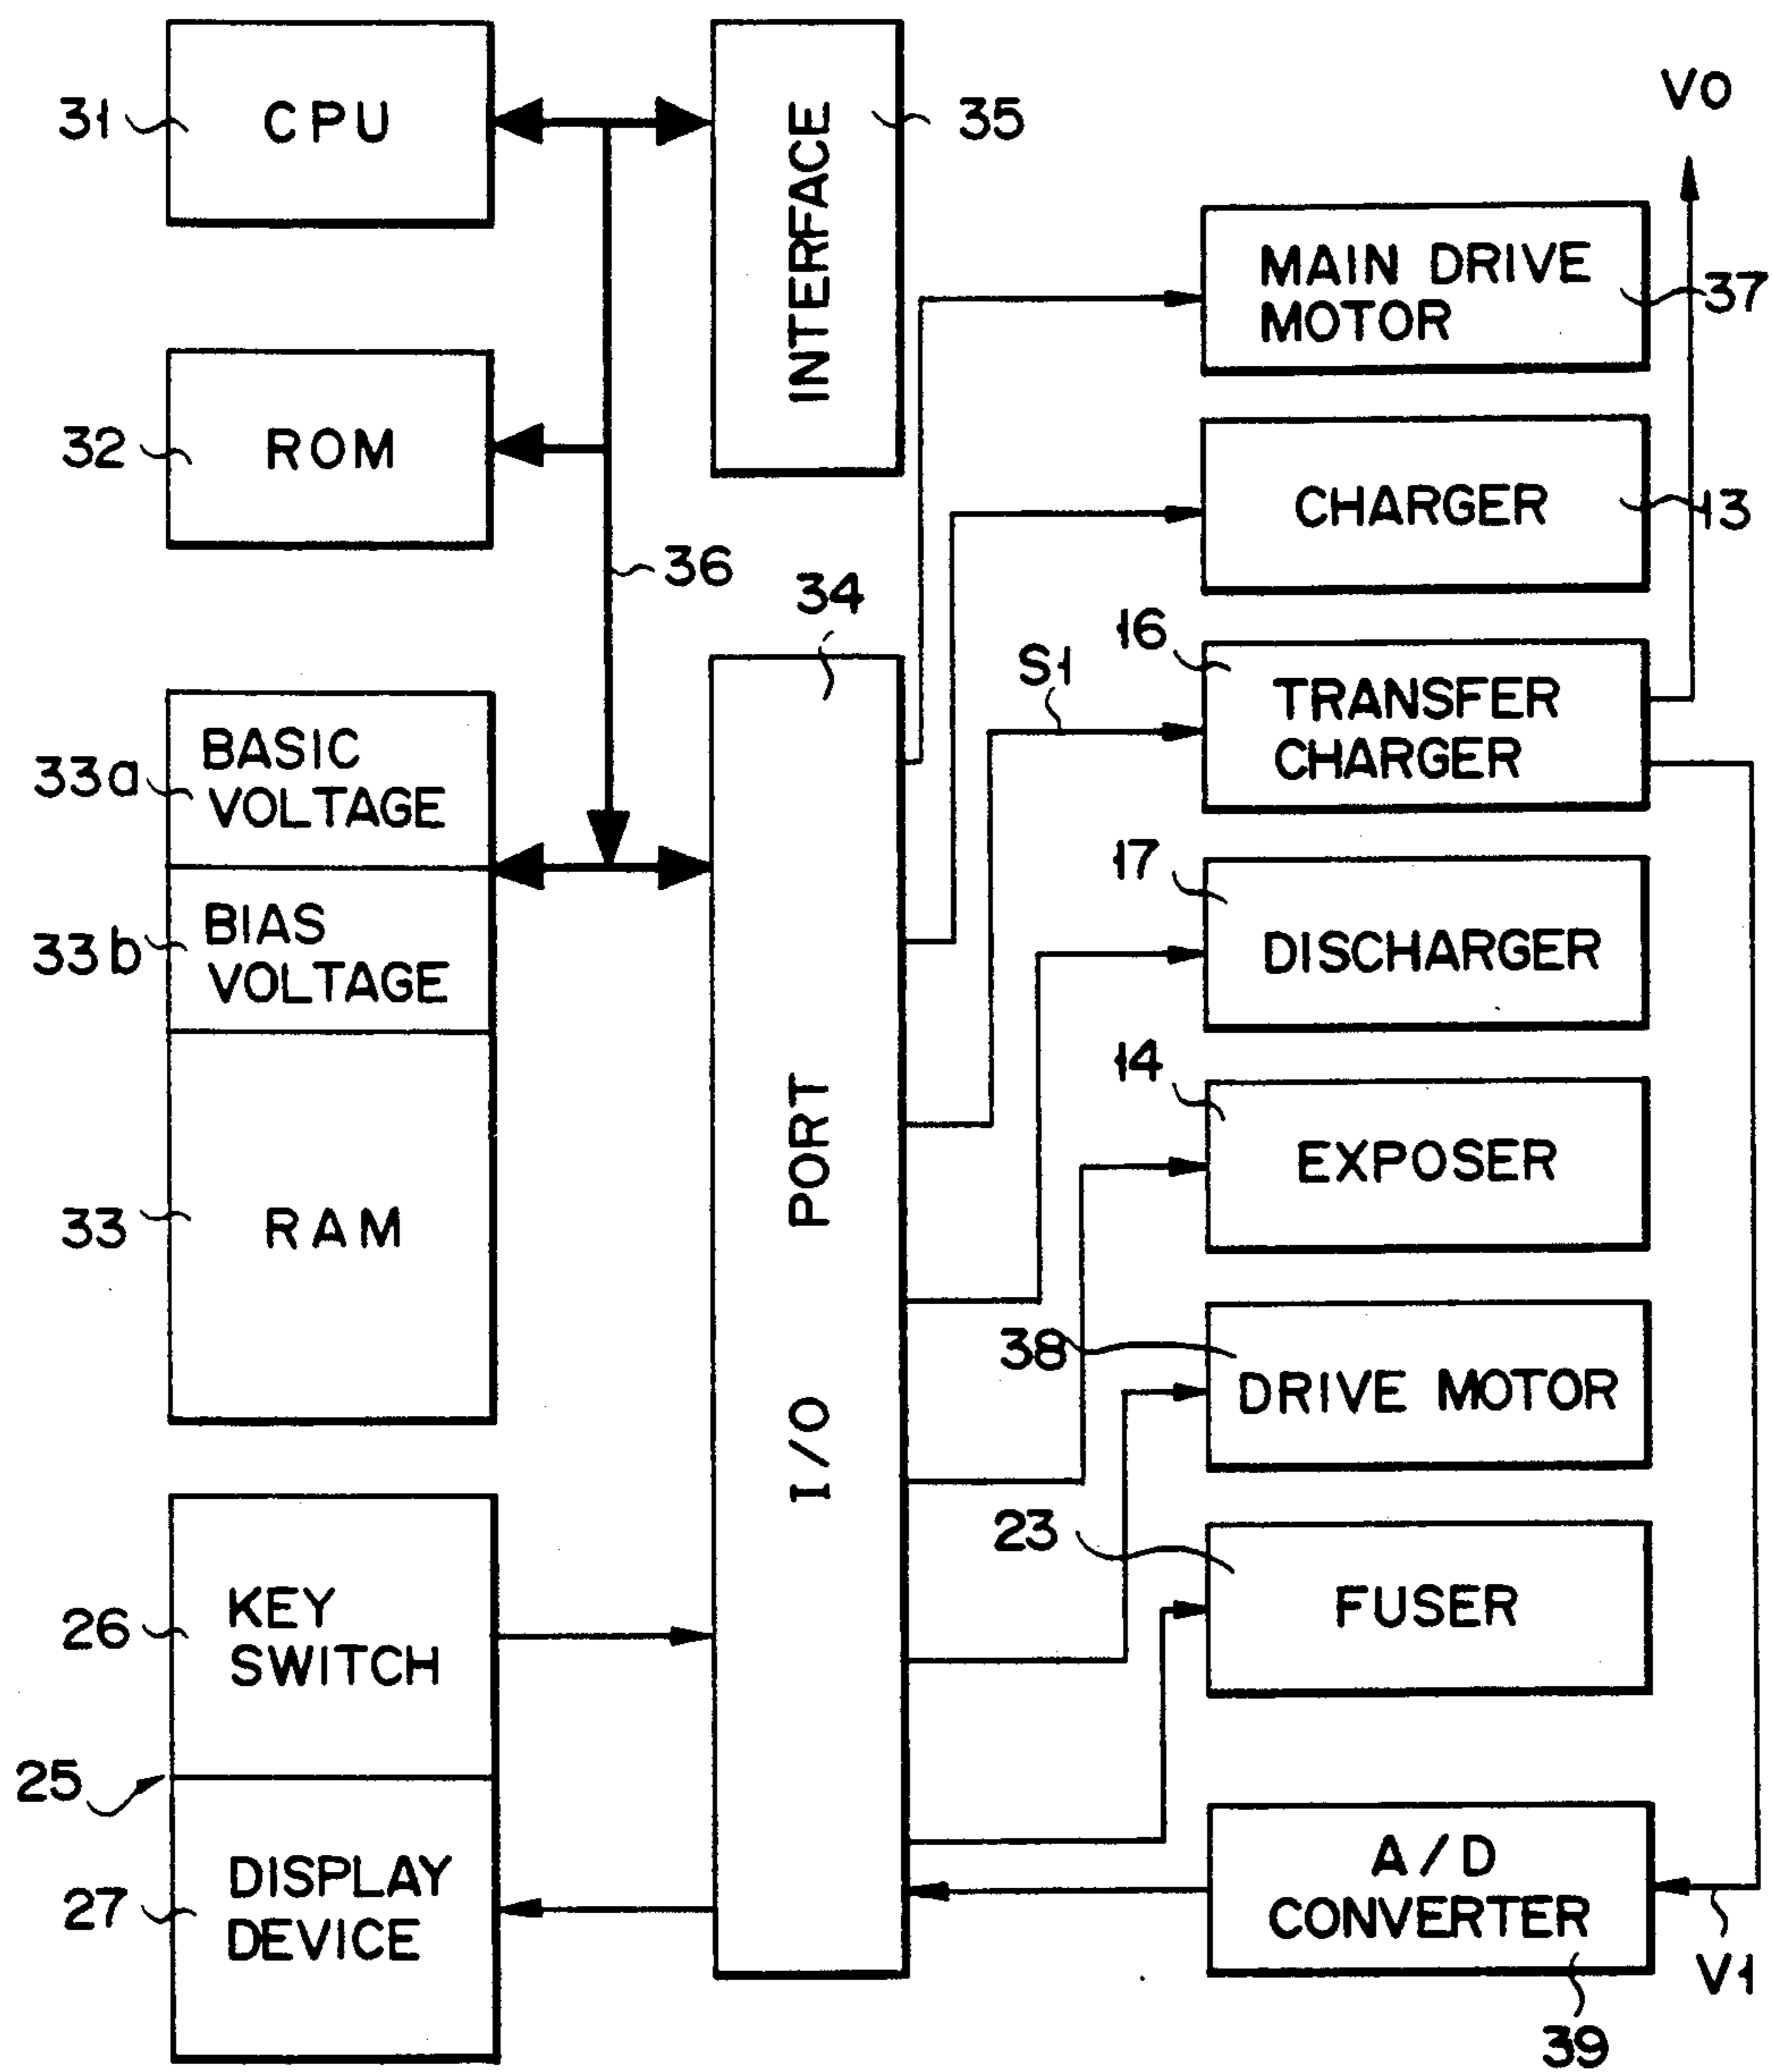 31
CPU
INTERFACE
35
V0
MAIN DRIVE
MOTOR
37
32
ROM
CHARGER
13
36
34
16
S1
TRANSFER
CHARGER
33a
BASIC
VOLTAGE
33b
BIAS
VOLTAGE
17
DISCHARGER
33
RAM
I/O PORT
14
EXPOSER
38
DRIVE MOTOR
23
FUSER
26
KEY
SWITCH
25
27
DISPLAY
DEVICE
A/D
CONVERTER
V1
39